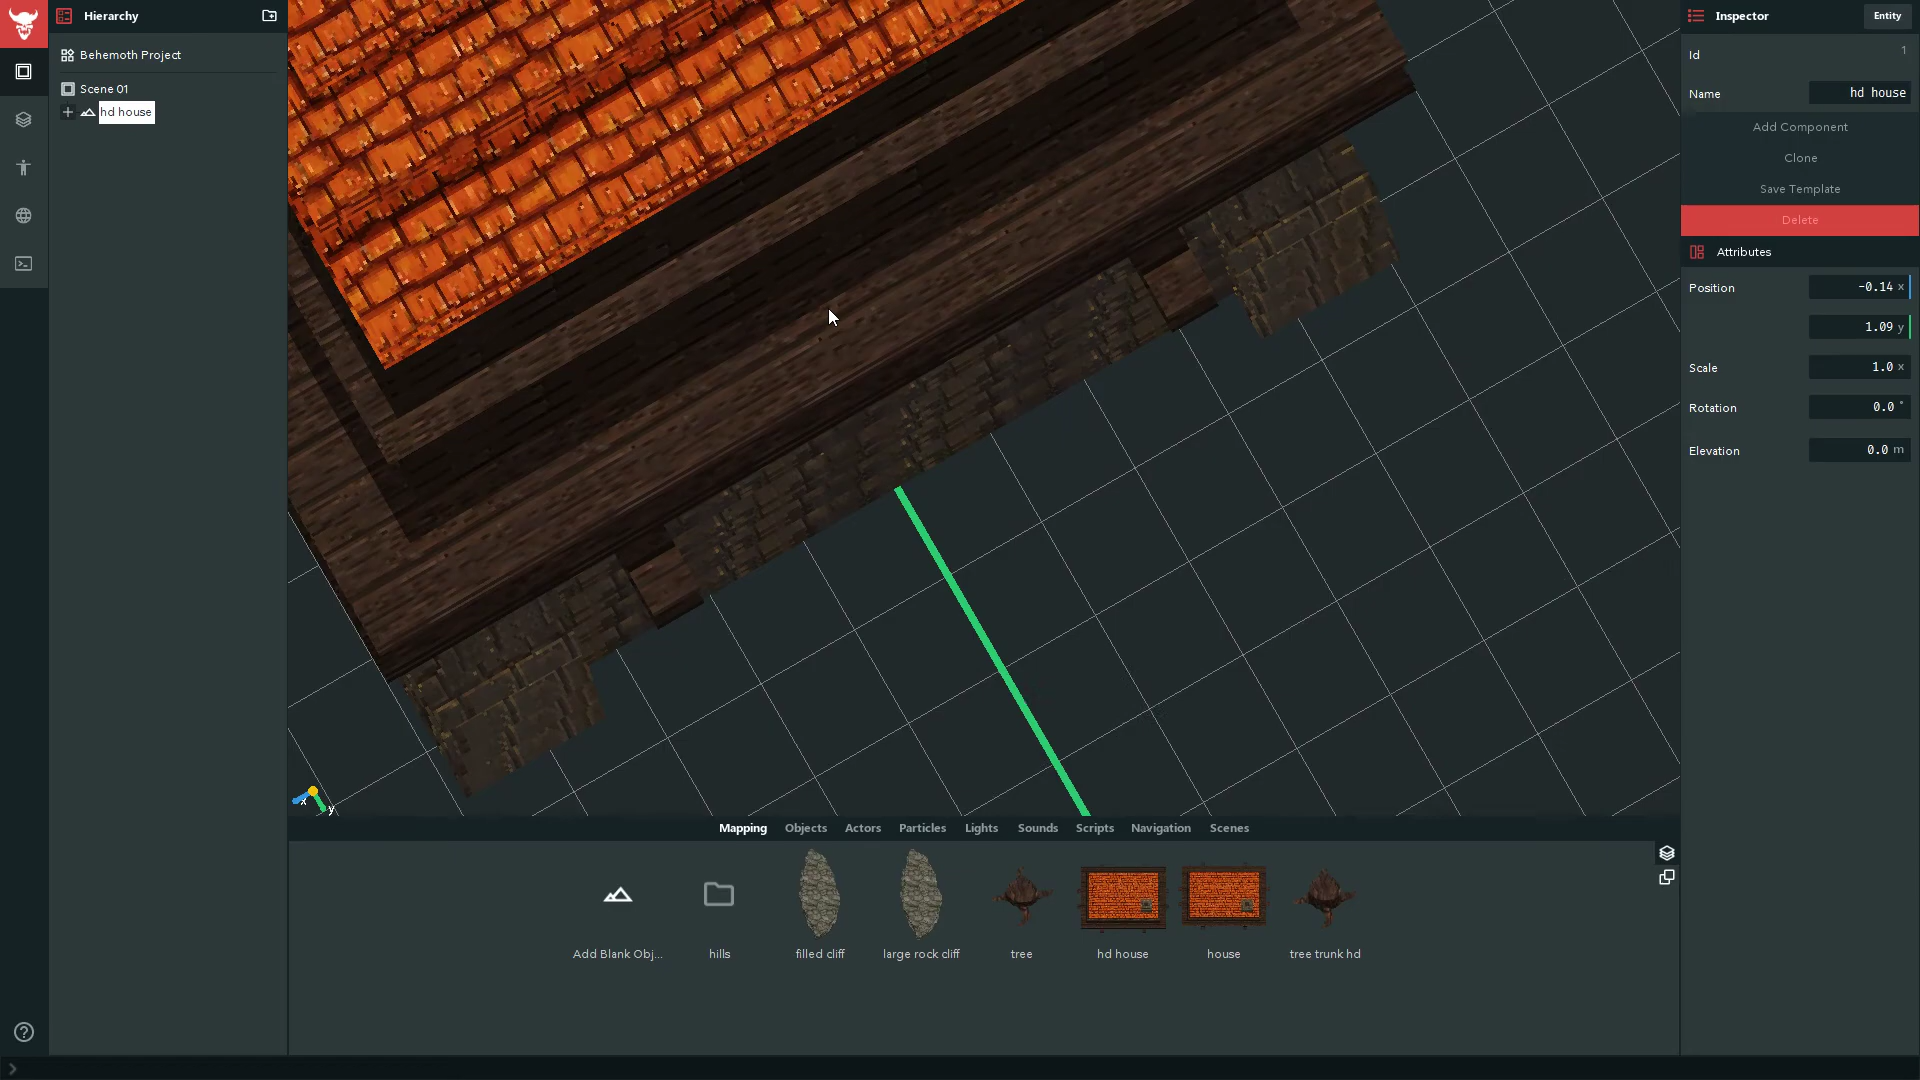 Hierarchy
Behemoth Project
Scene 01
hd house
x
y
Mapping
Objects
Actors
Particles
Lights
Sounds
Scripts
Navigation
Scenes
Add Blank Obj...
hills
filled cliff
large rock cliff
tree
hd house
house
tree trunk hd
Inspector
Entity
Id 1
Name hd house
Add Component
Clone
Save Template
Delete
Attributes
Position -0.14 x
1.09 y
Scale 1.0 x
Rotation 0.0 °
Elevation 0.0 m